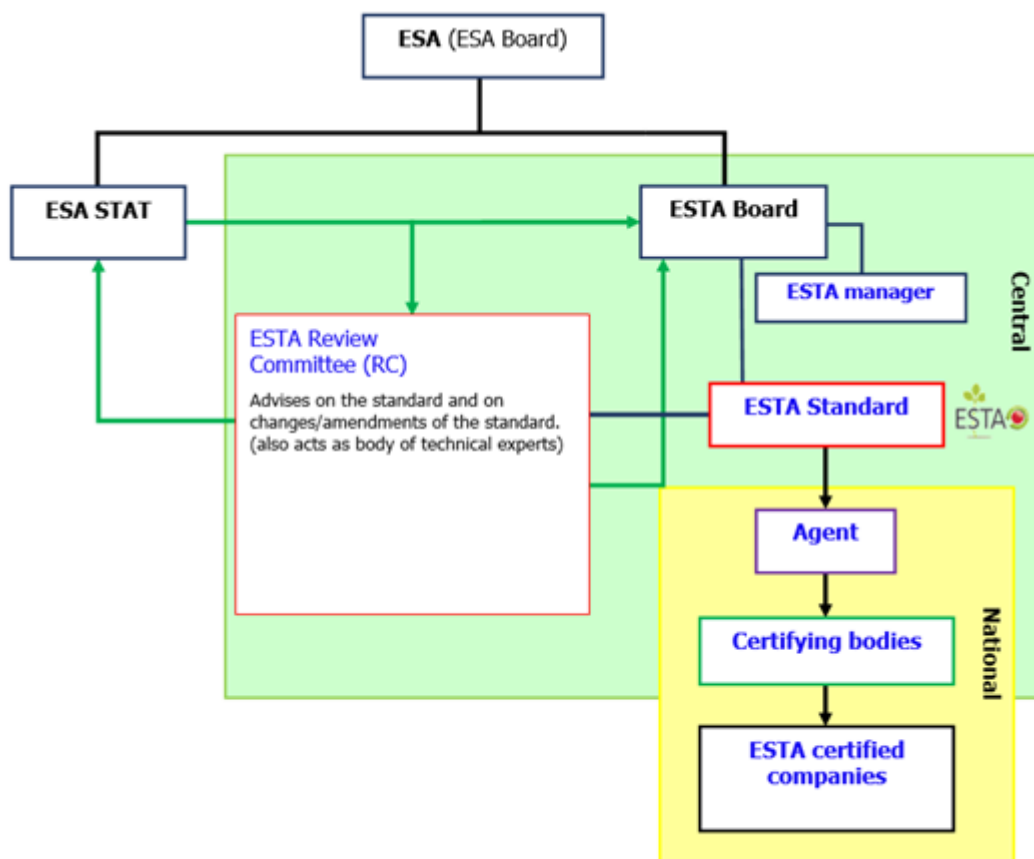 ESA (ESA Board)
ESA STAT
ESTA Board
ESTA manager
Central
ESTA Review
Committee (RC)
Advises on the standard and on
changes/amendments of the standard.
(also acts as body of technical experts)
ESTA Standard
ESTA
Agent
National
Certifying bodies
ESTA certified
companies